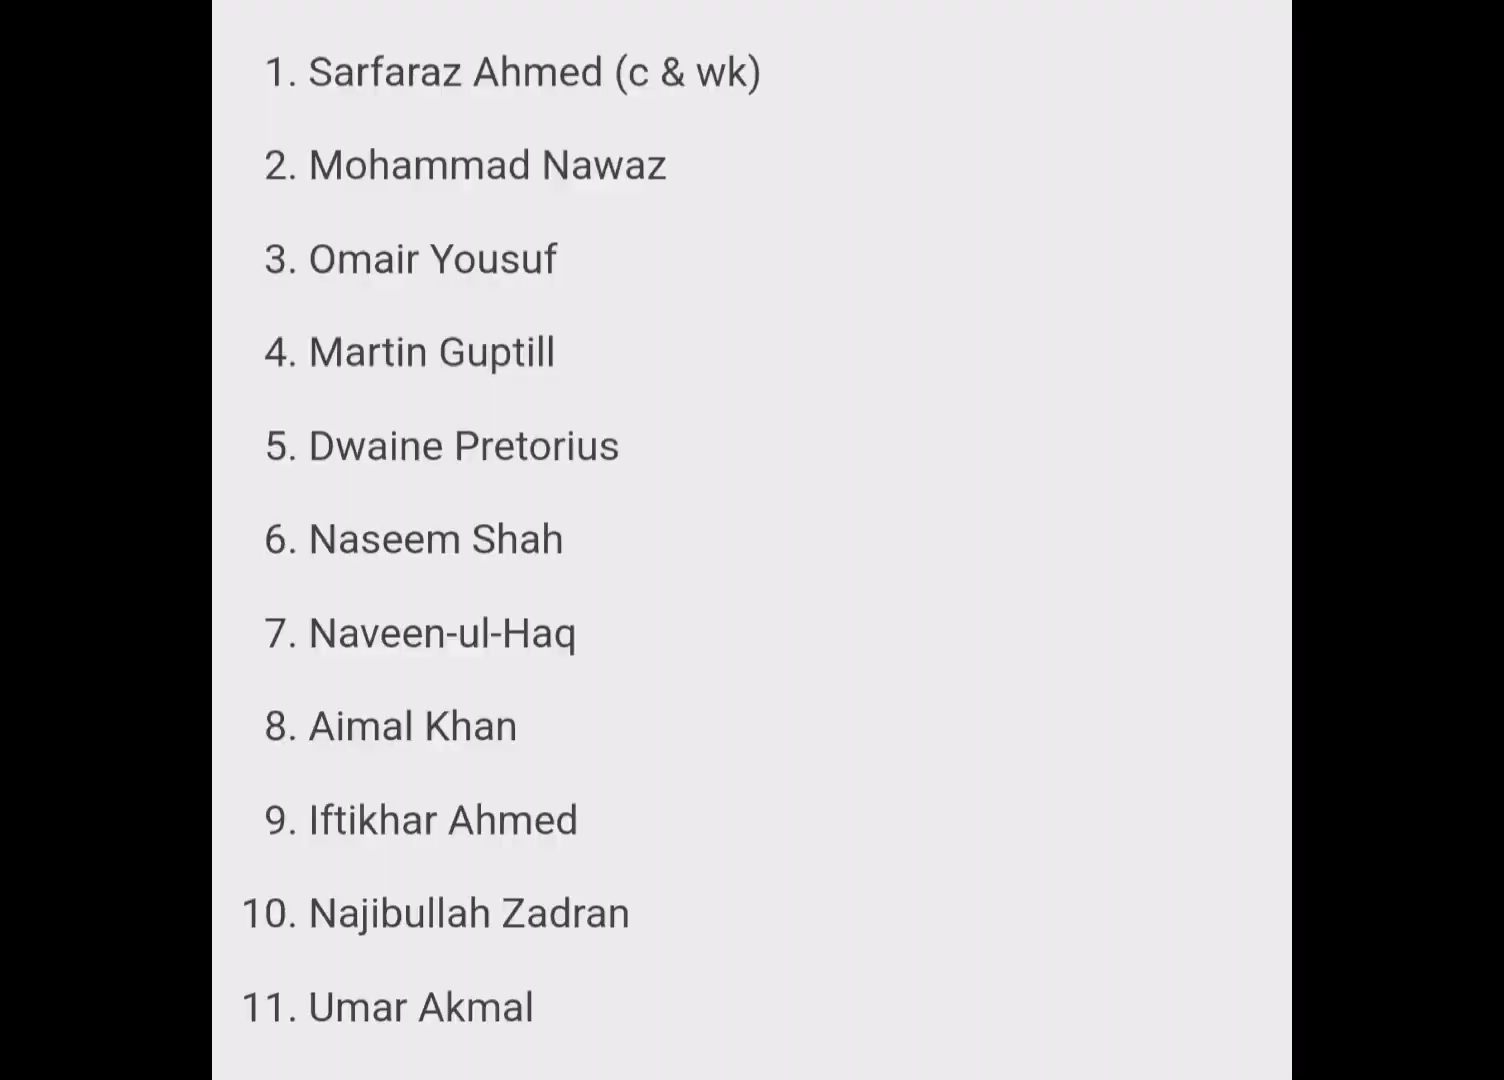 1. Sarfaraz Ahmed (c & wk)
2. Mohammad Nawaz
3. Omair Yousuf
4. Martin Guptill
5. Dwaine Pretorius
6. Naseem Shah
7. Naveen-ul-Haq
8. Aimal Khan
9. Iftikhar Ahmed
10. Najibullah Zadran
11. Umar Akmal